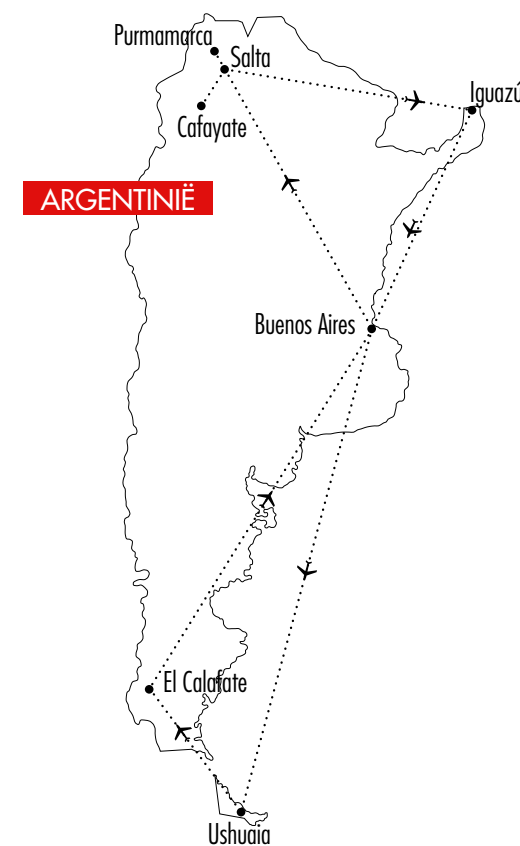 Purmamarca
Salta
Iguazú
Cafayate
ARGENTINIË
Buenos Aires
El Calafate
Ushuaia